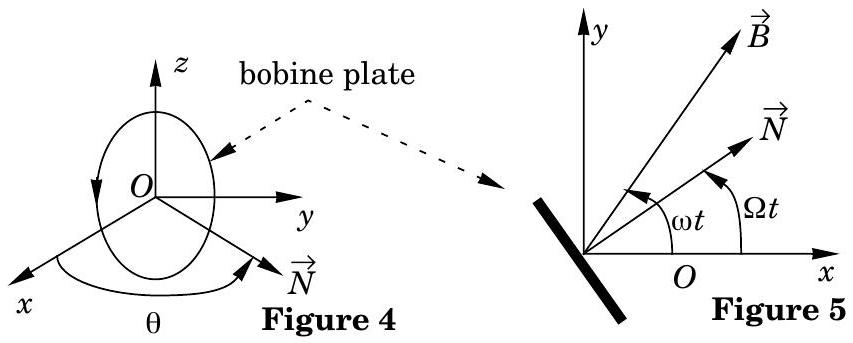 z
bobine plate
O
y
x
θ
N⃗
Figure 4
y
B⃗
N⃗
ωt
Ωt
O
x
Figure 5